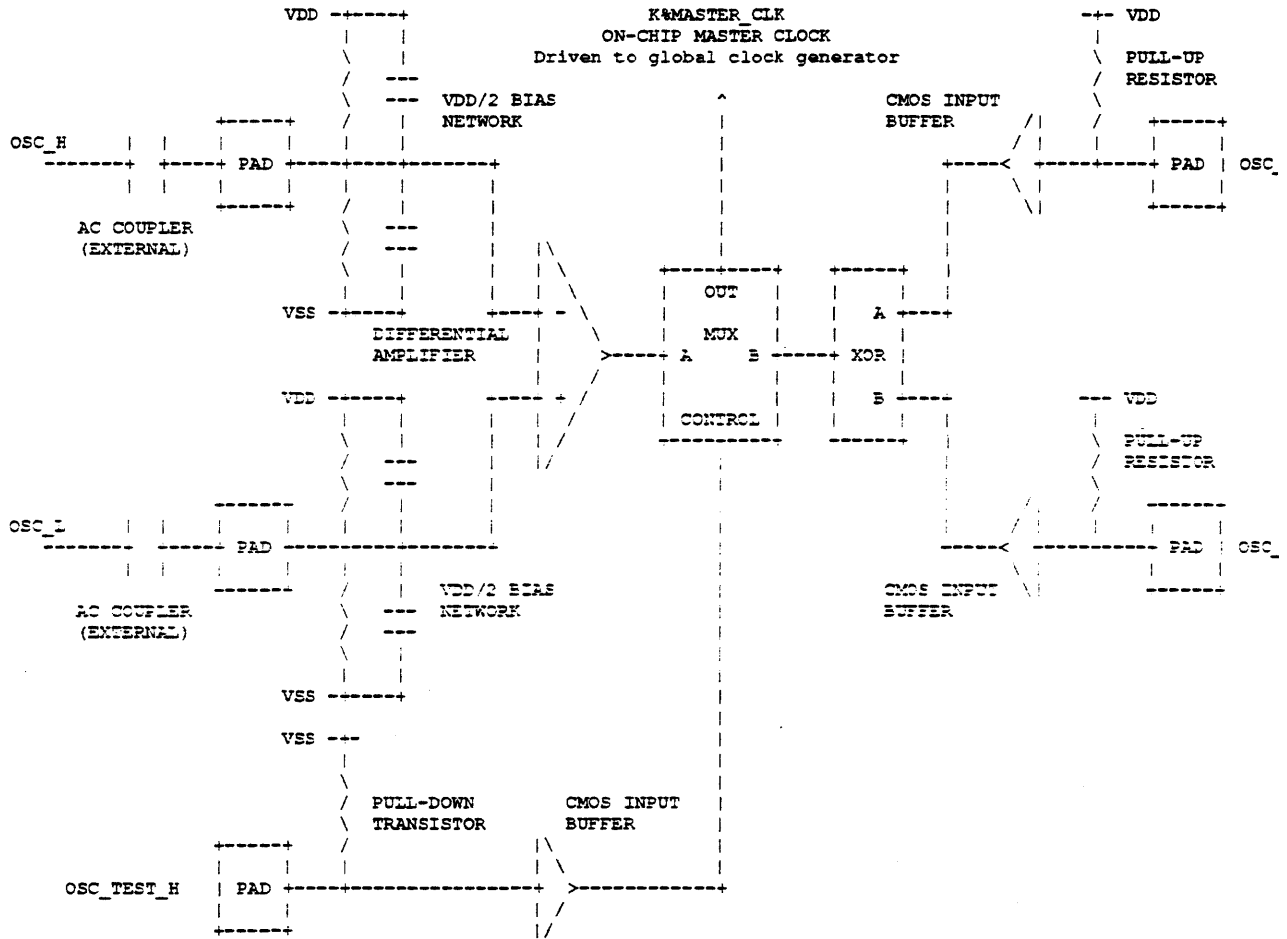 VDD
K%MASTER_CLK
VDD
ON-CHIP MASTER CLOCK
Driven to global clock generator
PULL-UP
RESISTOR
VDD/2 BIAS
NETWORK
CMOS INPUT
BUFFER
OSC_H
PAD
PAD
OSC_
AC COUPLER
(EXTERNAL)
OUT
VSS
A
DIFFERENTIAL
AMPLIFIER
-
MUX
A
B
XOR
VDD
+
B
VDD
CONTROL
PULL-UP
RESISTOR
OSC_L
PAD
PAD
OSC_
AC COUPLER
(EXTERNAL)
VDD/2 BIAS
NETWORK
CMOS INPUT
BUFFER
VSS
VSS
PULL-DOWN
TRANSISTOR
CMOS INPUT
BUFFER
OSC_TEST_H
PAD